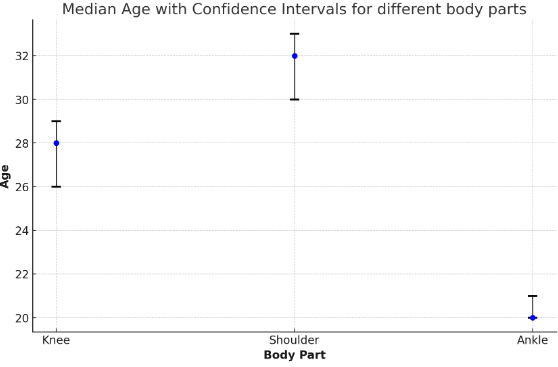 Median Age with Confidence Intervals for different body parts
32
30
28
26
24
22
20
Age
Knee Shoulder Ankle
Body Part